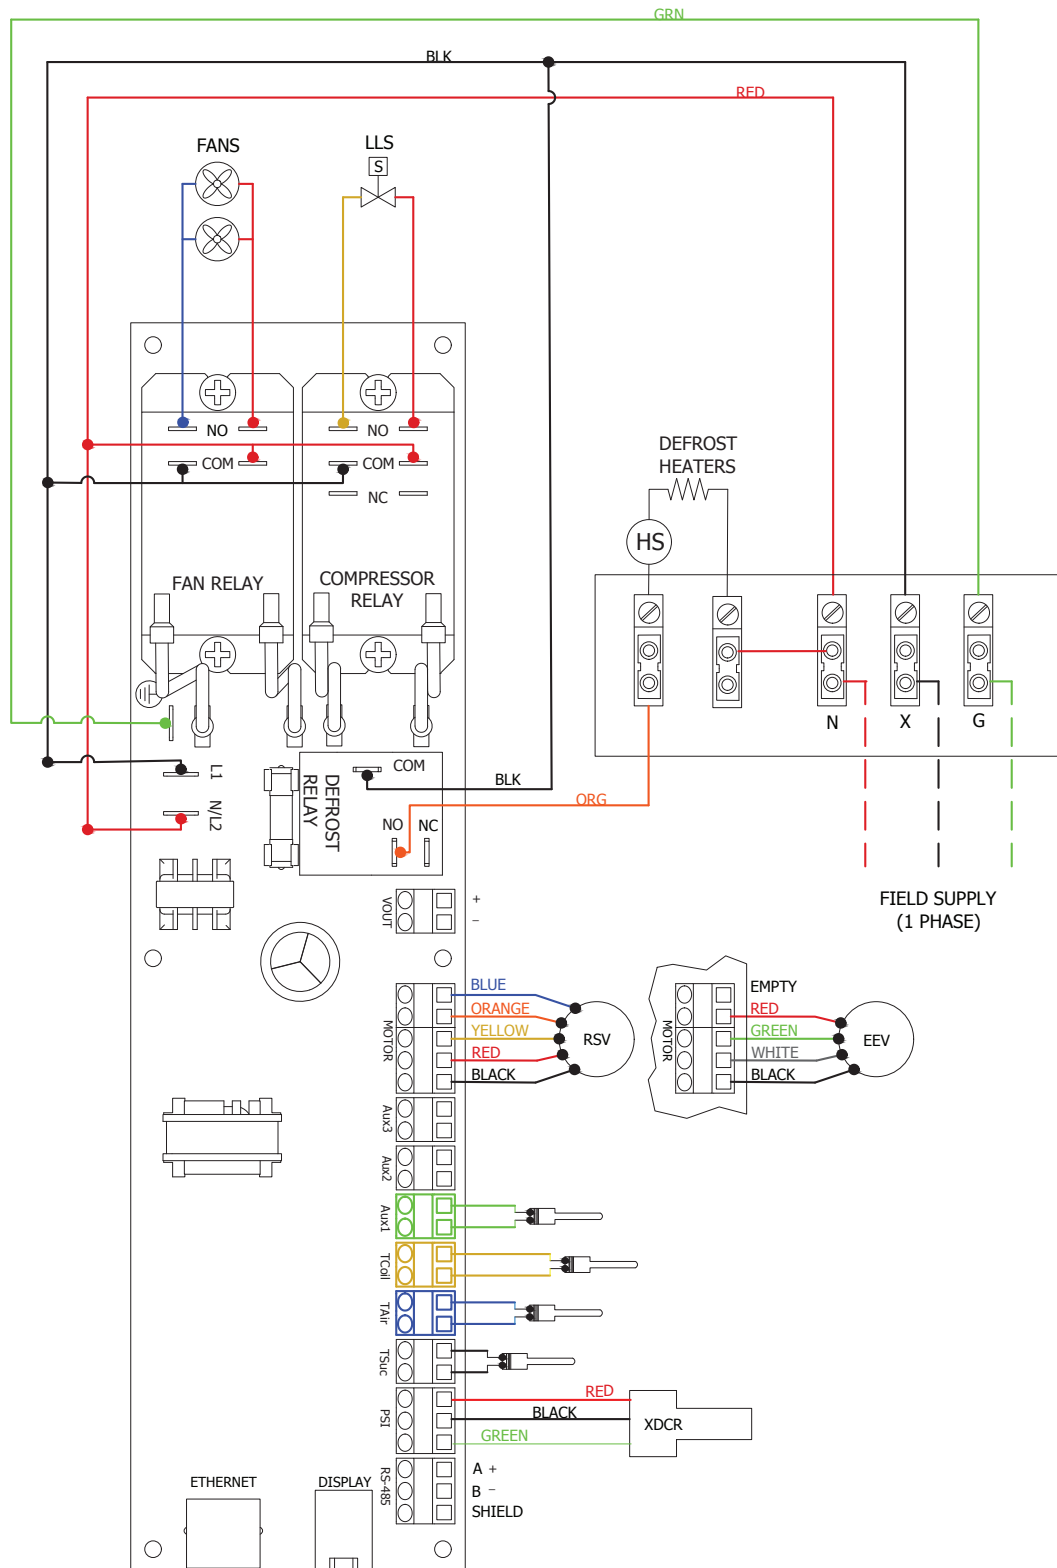 GRN
BLK
RED
FANS
LLS
S
NO
NO
COM
COM
NC
DEFROST
HEATERS
HS
FAN RELAY
COMPRESSOR
RELAY
N
X
G
L1
N/L2
DEFROST
RELAY
COM
BLK
ORG
NO
NC
FIELD SUPPLY
(1 PHASE)
VOUT
+
–
MOTOR
BLUE
ORANGE
YELLOW
RED
BLACK
RSV
MOTOR
EMPTY
RED
GREEN
WHITE
BLACK
EEV
Aux3
Aux2
Aux1
TCoil
TAir
TSuc
PSI
RED
BLACK
GREEN
XDCR
RS-485
A +
B –
SHIELD
ETHERNET
DISPLAY